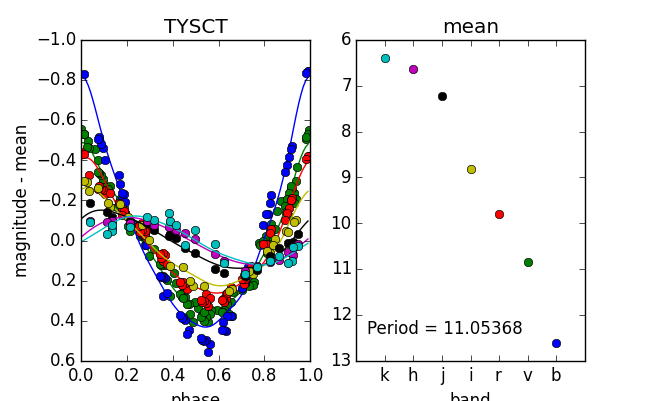 TYSCT
−1.0
−0.8
−0.6
−0.4
−0.2
0.0
0.2
0.4
0.6
magnitude - mean
0.0 0.2 0.4 0.6 0.8 1.0
phase
mean
6
7
8
9
10
11
12
13
Period = 11.05368
k h j i r v b
band